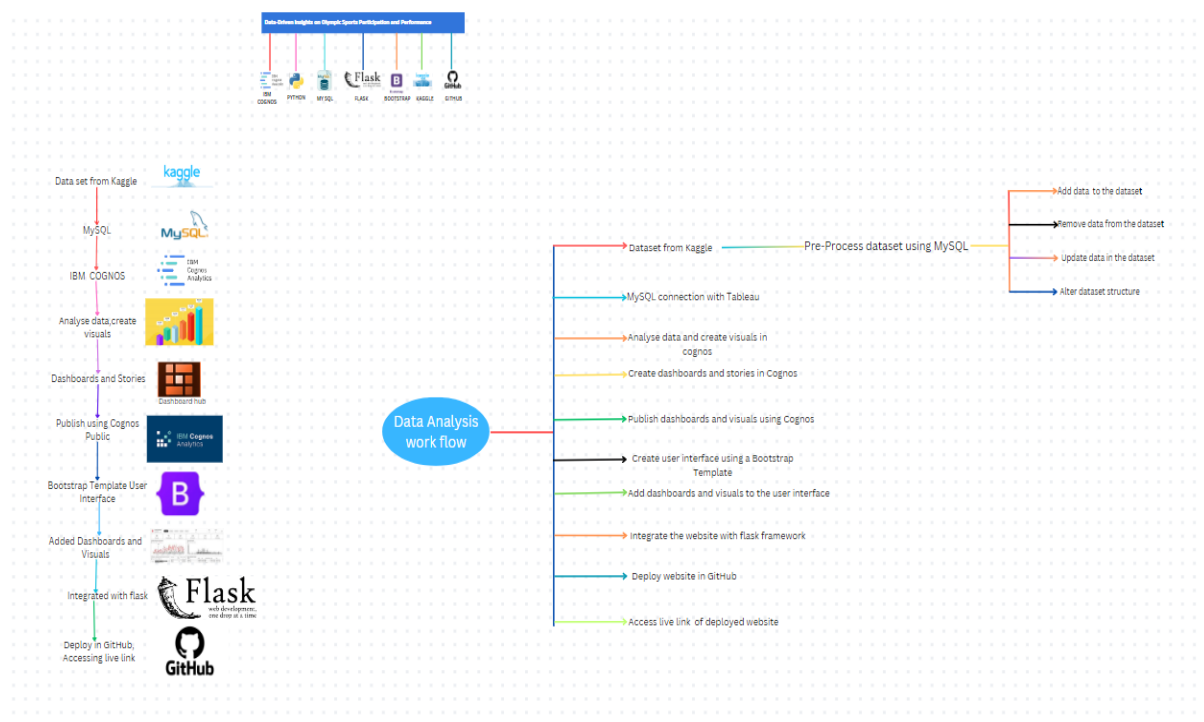 Data-Driven Insights on Olympic Sports Participation and Performance
IBM
Cognos
Flask
kaggle
GitHub
IBM
COGNOS
PYTHON
MYSQL
FLASK
BOOTSTRAP
KAGGLE
GITHUB
Data set from Kaggle
kaggle
MySQL
MySQL
IBM COGNOS
IBM
Cognos
Analytics
Analyse data,create
visuals
Dashboards and Stories
Dashboard hub
Publish using Cognos
Public
IBM Cognos
Analytics
Bootstrap Template User
Interface
B
Added Dashboards and
Visuals
Integrated with flask
Flask
web development,
one drop at a time
Deploy in GitHub,
Accessing live link
GitHub
Data Analysis
work flow
Dataset from Kaggle
Pre-Process dataset using MySQL
Add data to the dataset
Remove data from the dataset
Update data in the dataset
Alter dataset structure
MySQL connection with Tableau
Analyse data and create visuals in
cognos
Create dashboards and stories in Cognos
Publish dashboards and visuals using Cognos
Create user interface using a Bootstrap
Template
Add dashboards and visuals to the user interface
Integrate the website with flask framework
Deploy website in GitHub
Access live link of deployed website